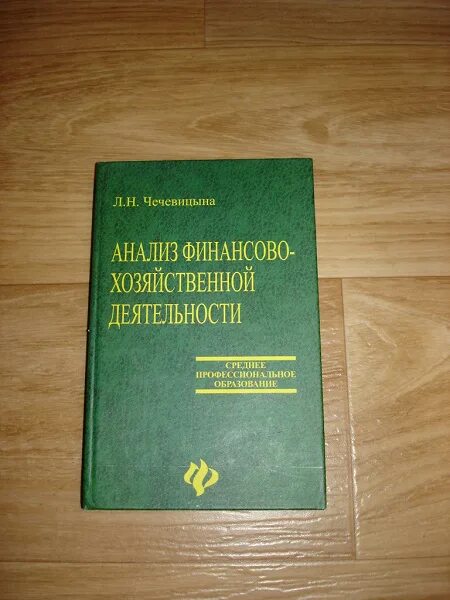 Л.Н. Чечевицына
АНАЛИЗ ФИНАНСОВО-
ХОЗЯЙСТВЕННОЙ
ДЕЯТЕЛЬНОСТИ
СРЕДНЕЕ
ПРОФЕССИОНАЛЬНОЕ
ОБРАЗОВАНИЕ